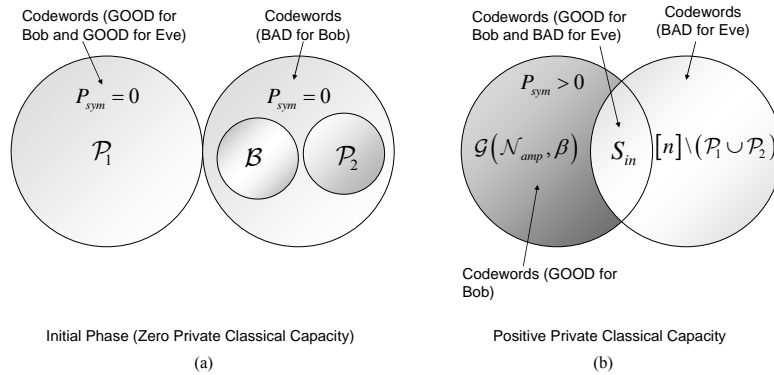 Codewords (GOOD for
Bob and GOOD for Eve)
Codewords
(BAD for Bob)
P_sym = 0
P_sym = 0
𝒫₁
ℬ
𝒫₂
Initial Phase (Zero Private Classical Capacity)
(a)
Codewords (GOOD for
Bob and BAD for Eve)
Codewords
(BAD for Eve)
P_sym > 0
𝒢(𝒩_amp, β)
S_in
[n] \ (𝒫₁ ∪ 𝒫₂)
Codewords (GOOD for
Bob)
Positive Private Classical Capacity
(b)